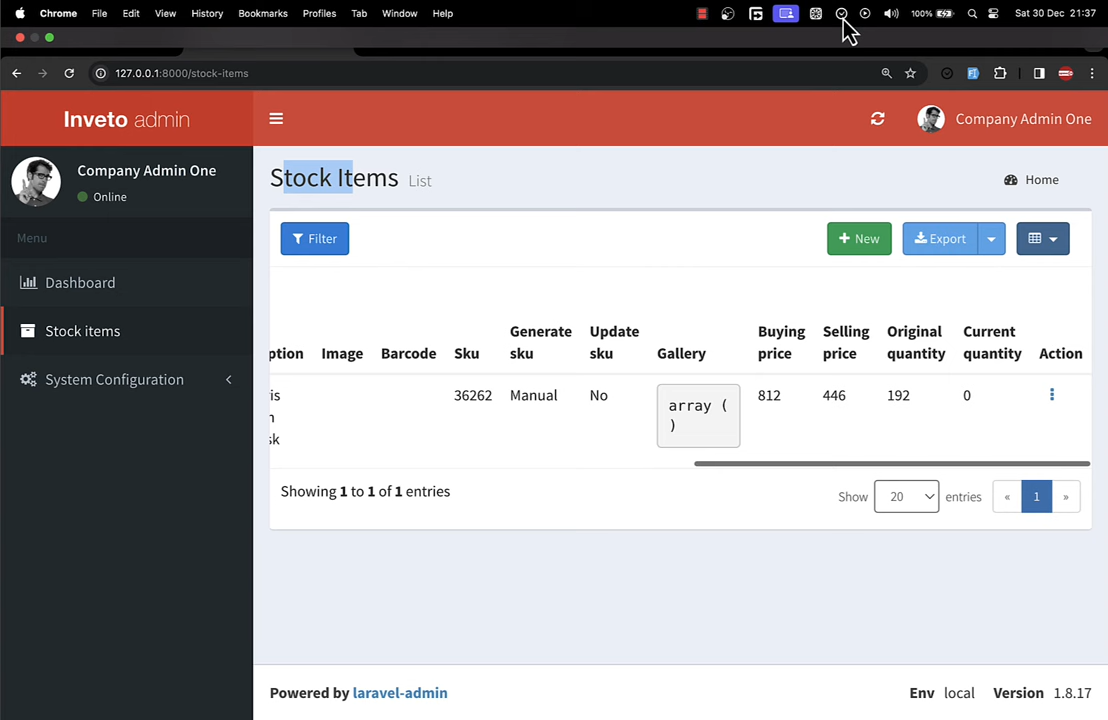 Chrome File Edit View History Bookmarks Profiles Tab Window Help 100% Sat 30 Dec 21:37
127.0.0.1:8000/stock-items
Inveto admin
Company Admin One
Company Admin One
Online
Menu
Dashboard
Stock items
System Configuration
Stock Items List
Home
Filter
New
Export
ption Image Barcode Sku Generate sku Update sku Gallery Buying price Selling price Original quantity Current quantity Action
is
n
sk
36262 Manual No
array (
)
812 446 192 0
Showing 1 to 1 of 1 entries
Show 20 entries « 1 »
Powered by laravel-admin
Env local Version 1.8.17